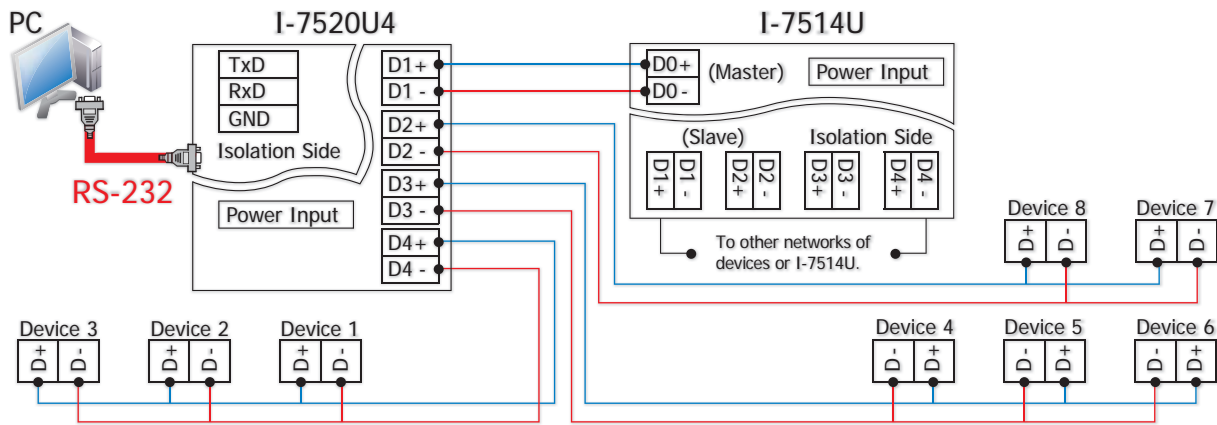 PC
I-7520U4
I-7514U
TxD
RxD
GND
Isolation Side
RS-232
Power Input
D1+
D1 -
D2+
D2 -
D3+
D3 -
D4+
D4 -
D0+
D0 -
(Master)
Power Input
(Slave)
Isolation Side
D1+
D1 -
D2+
D2 -
D3+
D3 -
D4+
D4 -
To other networks of
devices or I-7514U.
Device 8
D+
D-
Device 7
D+
D-
Device 3
D+
D-
Device 2
D+
D-
Device 1
D+
D-
Device 4
D-
D+
Device 5
D-
D+
Device 6
D-
D+